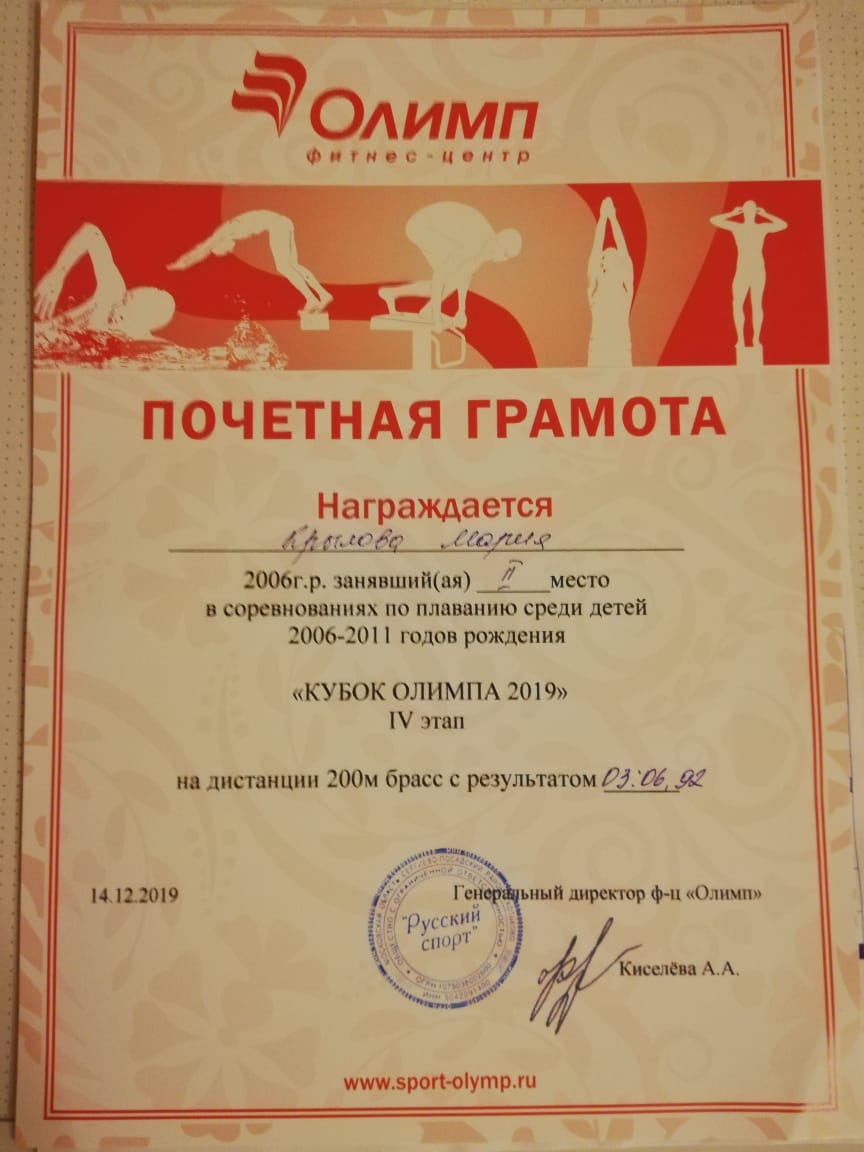 Олимп
фитнес-центр
ПОЧЕТНАЯ ГРАМОТА
Награждается
Крылова Мария
2006г.р. занявший(ая) II место
в соревнованиях по плаванию среди детей
2006-2011 годов рождения
«КУБОК ОЛИМПА 2019»
IV этап
на дистанции 200м брасс с результатом 03:06,92
14.12.2019
Генеральный директор ф-ц «Олимп»
"Русский
спорт"
Киселёва А.А.
www.sport-olymp.ru